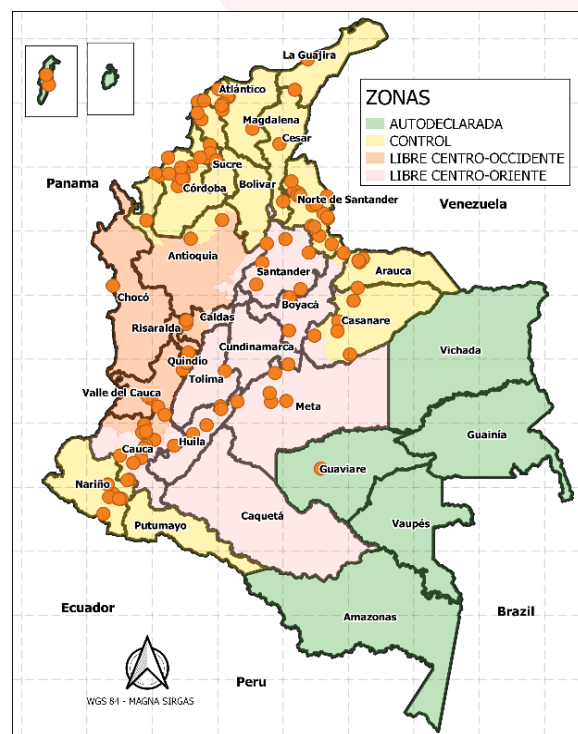 La Guajira
Atlántico
ZONAS
AUTODECLARADA
CONTROL
LIBRE CENTRO-OCCIDENTE
LIBRE CENTRO-ORIENTE
Magdalena
Cesar
Sucre
Panama
Córdoba
Bolivar
Norte de Santander
Venezuela
Antioquia
Santander
Arauca
Chocó
Boyacá
Caldas
Risaralda
Casanare
Cundinamarca
Vichada
Quindio
Tolima
Valle del Cauca
Meta
Guainía
Cauca
Huila
Guaviare
Nariño
Caquetá
Vaupés
Putumayo
Ecuador
Amazonas
Brazil
Peru
WGS 84 - MAGNA SIRGAS